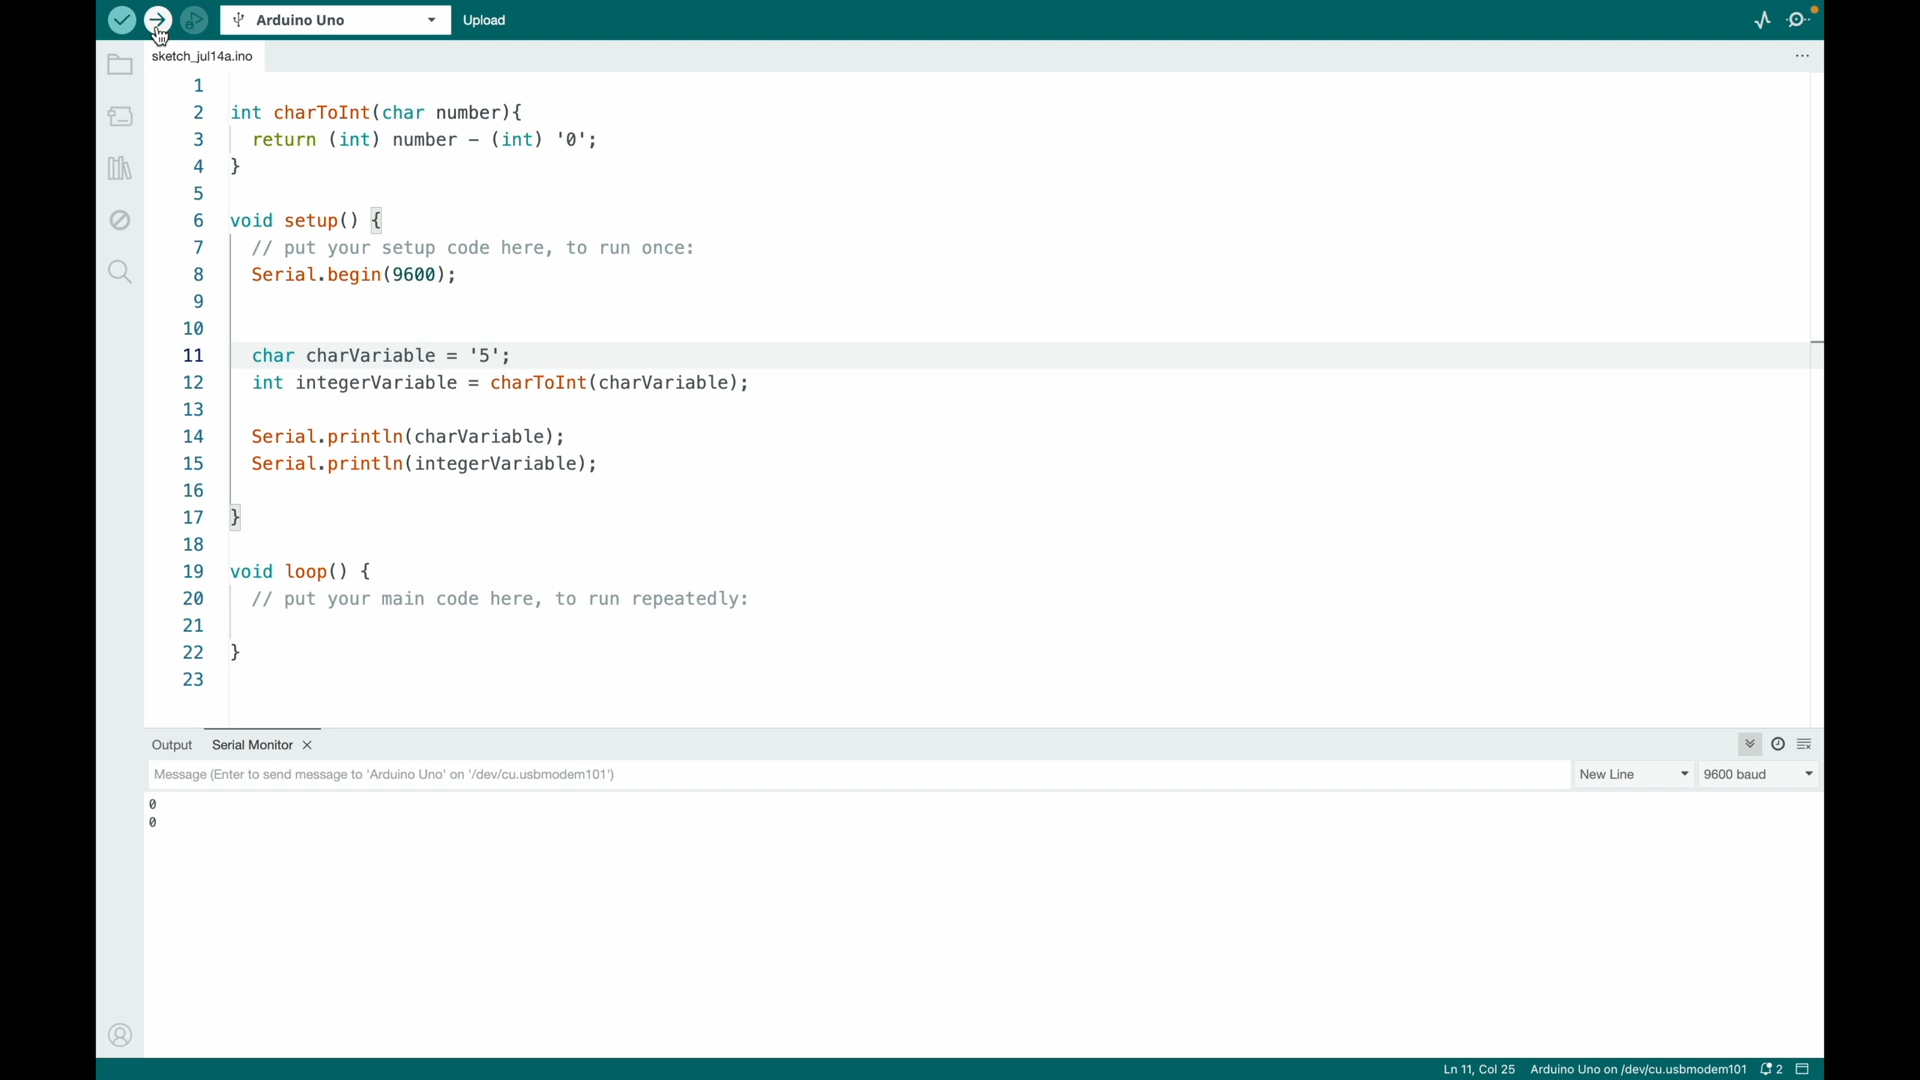 Arduino Uno Upload
sketch_jul14a.ino
1
2 int charToInt(char number){
3 return (int) number - (int) '0';
4 }
5
6 void setup() {
7 // put your setup code here, to run once:
8 Serial.begin(9600);
9
10
11 char charVariable = '5';
12 int integerVariable = charToInt(charVariable);
13
14 Serial.println(charVariable);
15 Serial.println(integerVariable);
16
17 }
18
19 void loop() {
20 // put your main code here, to run repeatedly:
21
22 }
23
Output Serial Monitor
Message (Enter to send message to 'Arduino Uno' on '/dev/cu.usbmodem101') New Line 9600 baud
0
0
Ln 11, Col 25 Arduino Uno on /dev/cu.usbmodem101 2